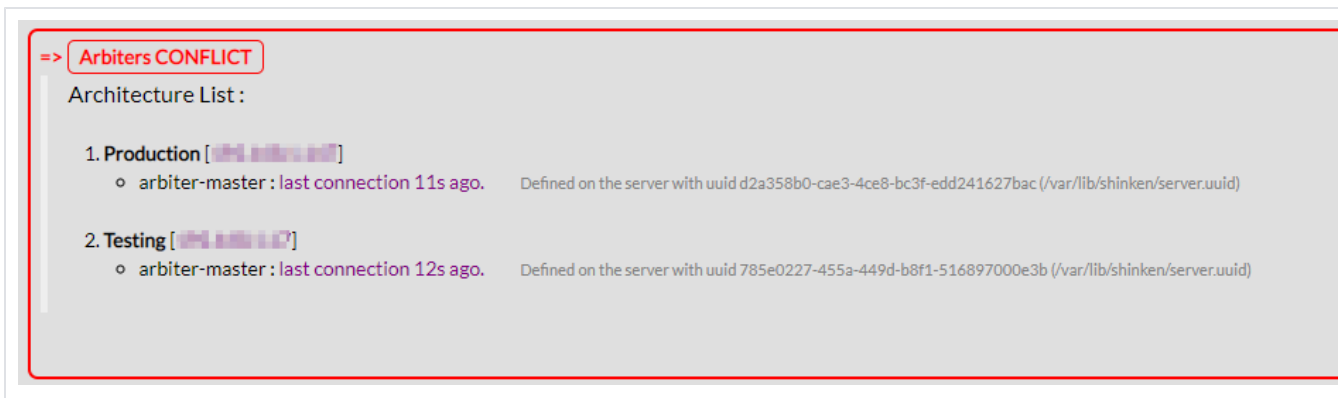 => Arbiters CONFLICT
Architecture List :
1. Production [ ]
arbiter-master : last connection 11s ago. Defined on the server with uuid d2a358b0-cae3-4ce8-bc3f-edd241627bac (/var/lib/shinken/server.uuid)
2. Testing [ ]
arbiter-master : last connection 12s ago. Defined on the server with uuid 785e0227-455a-449d-b8f1-516897000e3b (/var/lib/shinken/server.uuid)